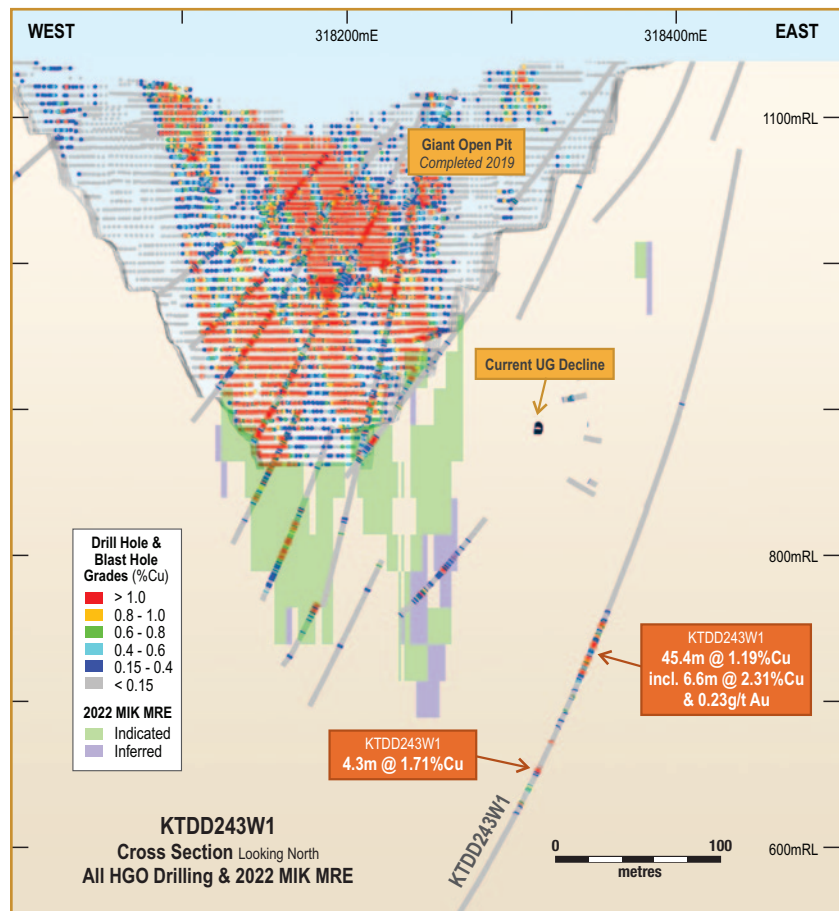 WEST
318200mE
318400mE
EAST
1100mRL
Giant Open Pit
Completed 2019
Current UG Decline
Drill Hole &
Blast Hole
Grades (%Cu)
> 1.0
0.8 - 1.0
0.6 - 0.8
0.4 - 0.6
0.15 - 0.4
< 0.15
2022 MIK MRE
Indicated
Inferred
800mRL
KTDD243W1
45.4m @ 1.19%Cu
incl. 6.6m @ 2.31%Cu
& 0.23g/t Au
KTDD243W1
4.3m @ 1.71%Cu
KTDD243W1
KTDD243W1
Cross Section Looking North
All HGO Drilling & 2022 MIK MRE
0 100
metres
600mRL